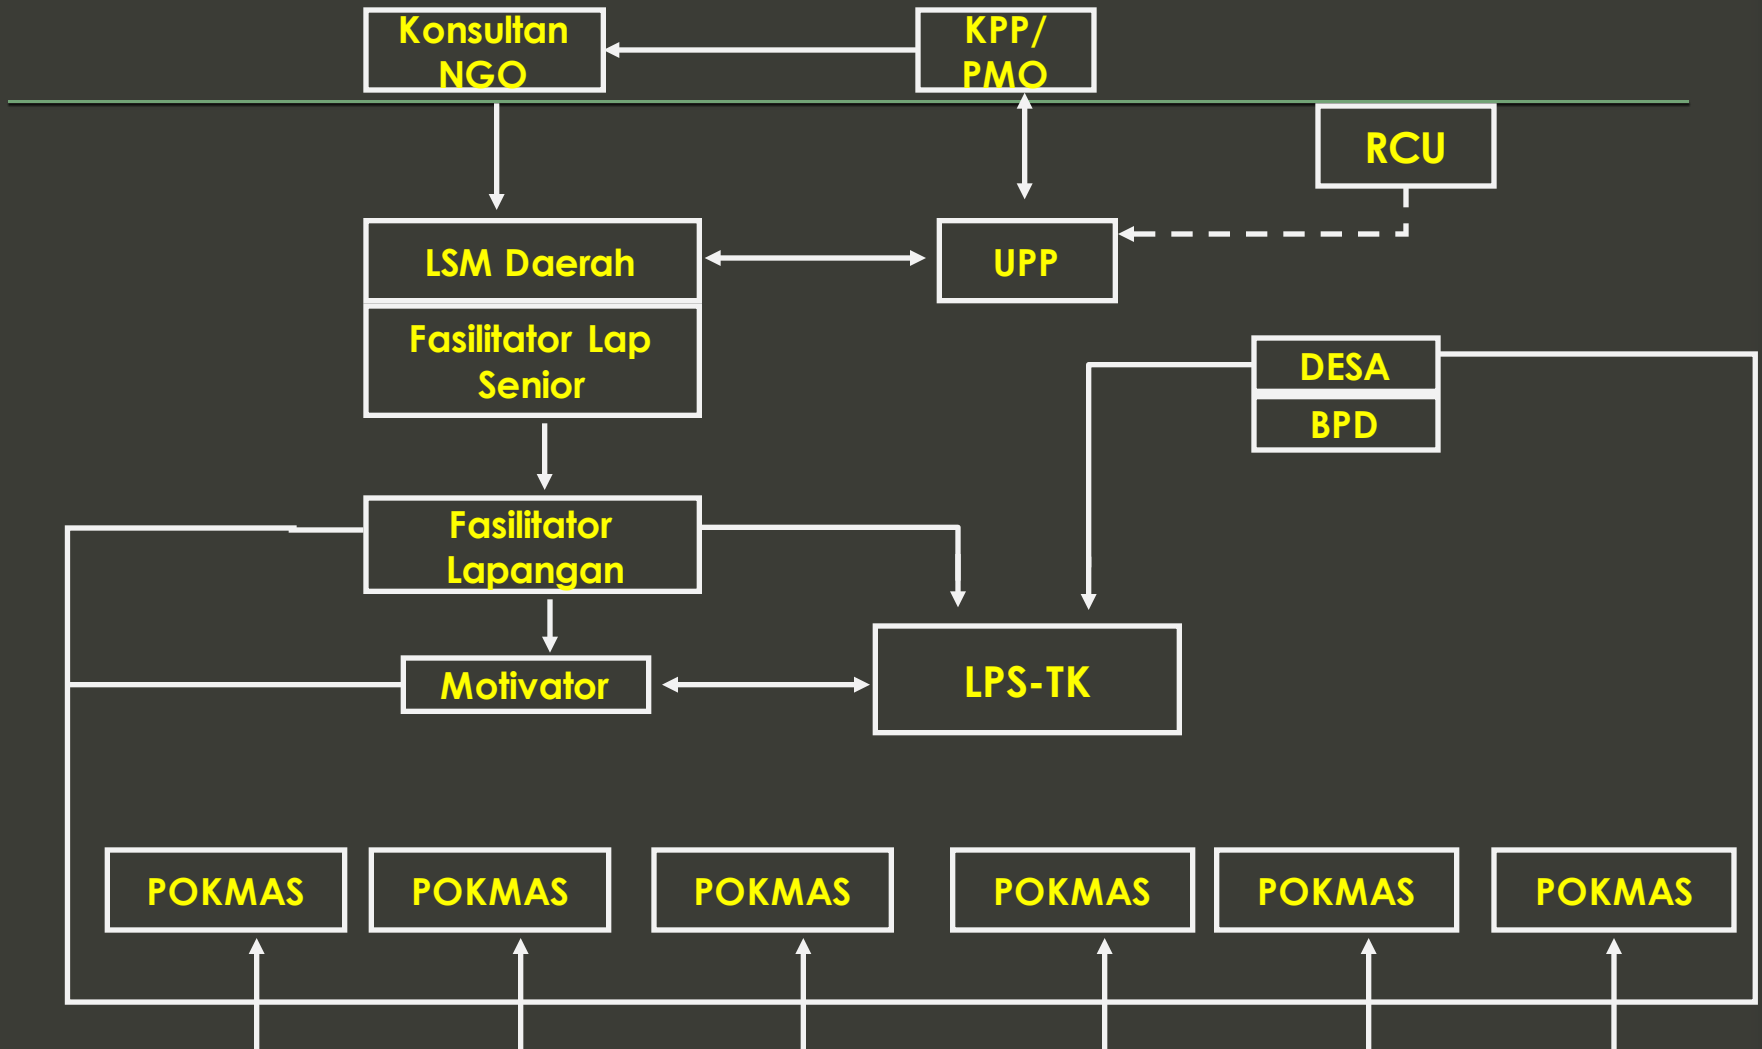 Konsultan
NGO
KPP/
PMO
RCU
LSM Daerah
UPP
Fasilitator Lap
Senior
DESA
BPD
Fasilitator
Lapangan
Motivator
LPS-TK
POKMAS
POKMAS
POKMAS
POKMAS
POKMAS
POKMAS